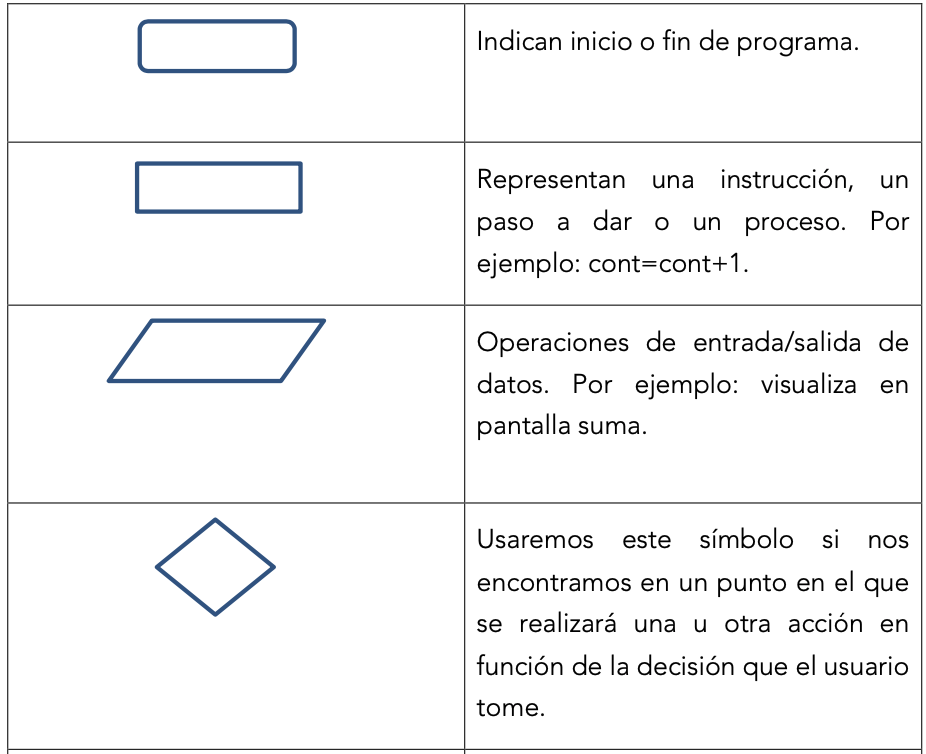 Indican inicio o fin de programa.
Representan una instrucción, un
paso a dar o un proceso. Por
ejemplo: cont=cont+1.
Operaciones de entrada/salida de
datos. Por ejemplo: visualiza en
pantalla suma.
Usaremos este símbolo si nos
encontramos en un punto en el que
se realizará una u otra acción en
función de la decisión que el usuario
tome.